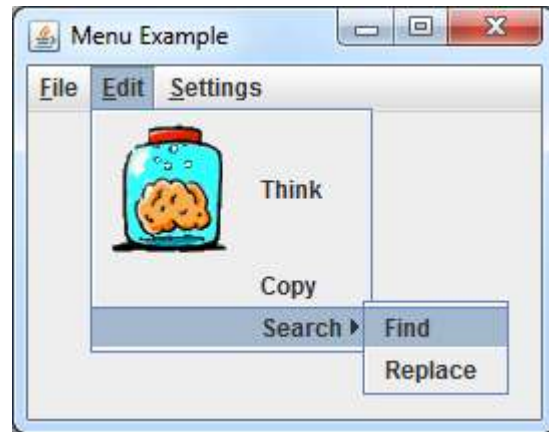 Menu Example
File Edit Settings
Think
Copy
Search Find
Replace